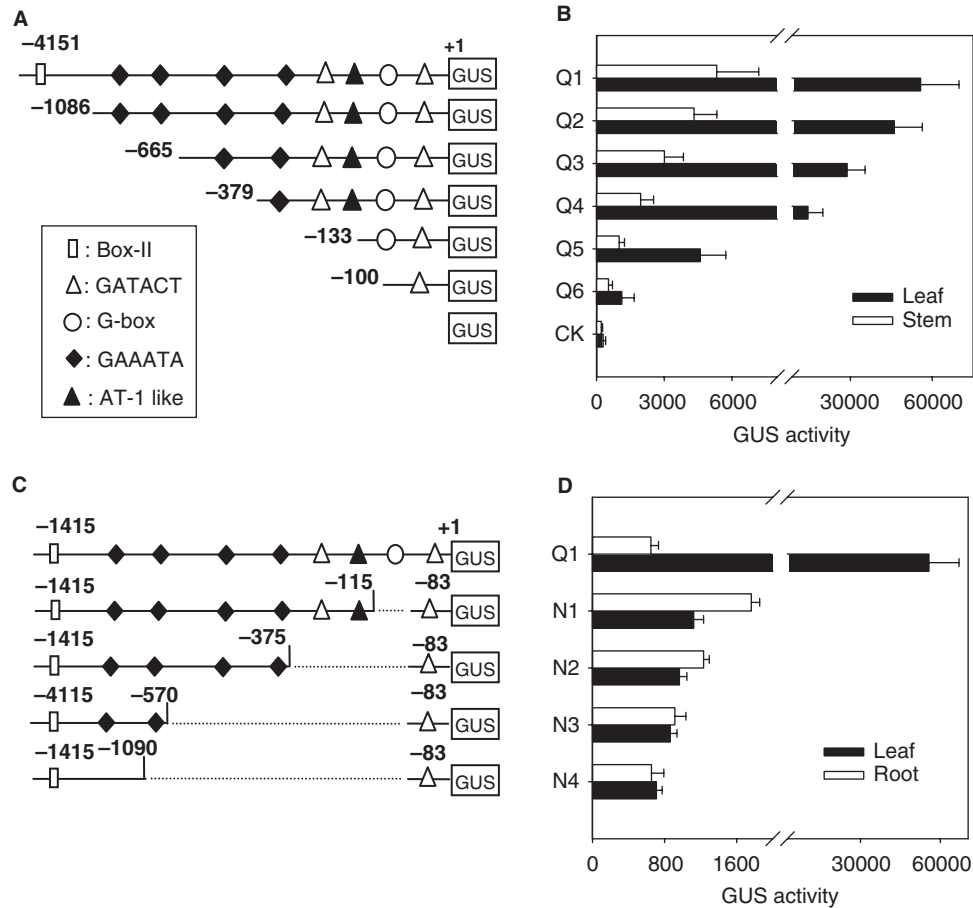 A
−4151
+1
GUS
−1086
GUS
−665
GUS
−379
GUS
−133
GUS
−100
GUS
GUS
: Box-II
: GATACT
: G-box
: GAAATA
: AT-1 like
B
Q1
Q2
Q3
Q4
Q5
Q6
CK
Leaf
Stem
0 3000 6000 30000 60000
GUS activity
C
−1415
+1
GUS
−1415 −115 −83
GUS
−1415 −375 −83
GUS
−4115 −570 −83
GUS
−1415 −1090 −83
GUS
D
Q1
N1
N2
N3
N4
Leaf
Root
0 800 1600 30000 60000
GUS activity